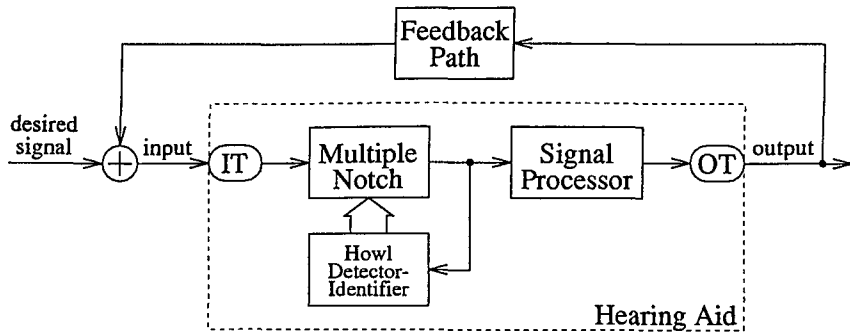 Feedback
Path
desired
signal
input
IT
Multiple
Notch
Signal
Processor
OT
output
Howl
Detector-
Identifier
Hearing Aid